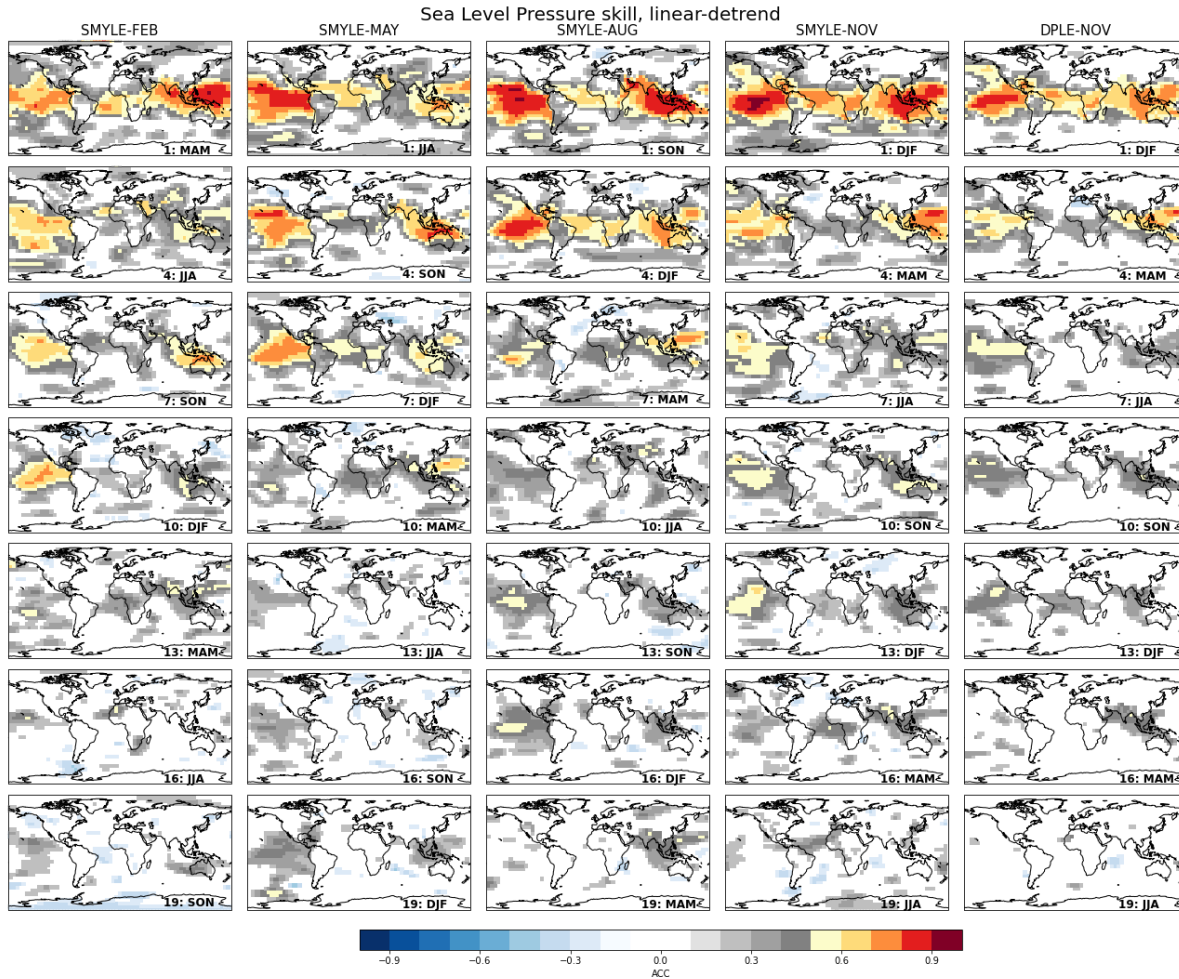 Sea Level Pressure skill, linear-detrend
SMYLE-FEB SMYLE-MAY SMYLE-AUG SMYLE-NOV DPLE-NOV
1: MAM 1: JJA 1: SON 1: DJF 1: DJF
4: JJA 4: SON 4: DJF 4: MAM 4: MAM
7: SON 7: DJF 7: MAM 7: JJA 7: JJA
10: DJF 10: MAM 10: JJA 10: SON 10: SON
13: MAM 13: JJA 13: SON 13: DJF 13: DJF
16: JJA 16: SON 16: DJF 16: MAM 16: MAM
19: SON 19: DJF 19: MAM 19: JJA 19: JJA
−0.9 −0.6 −0.3 0.0 0.3 0.6 0.9
ACC